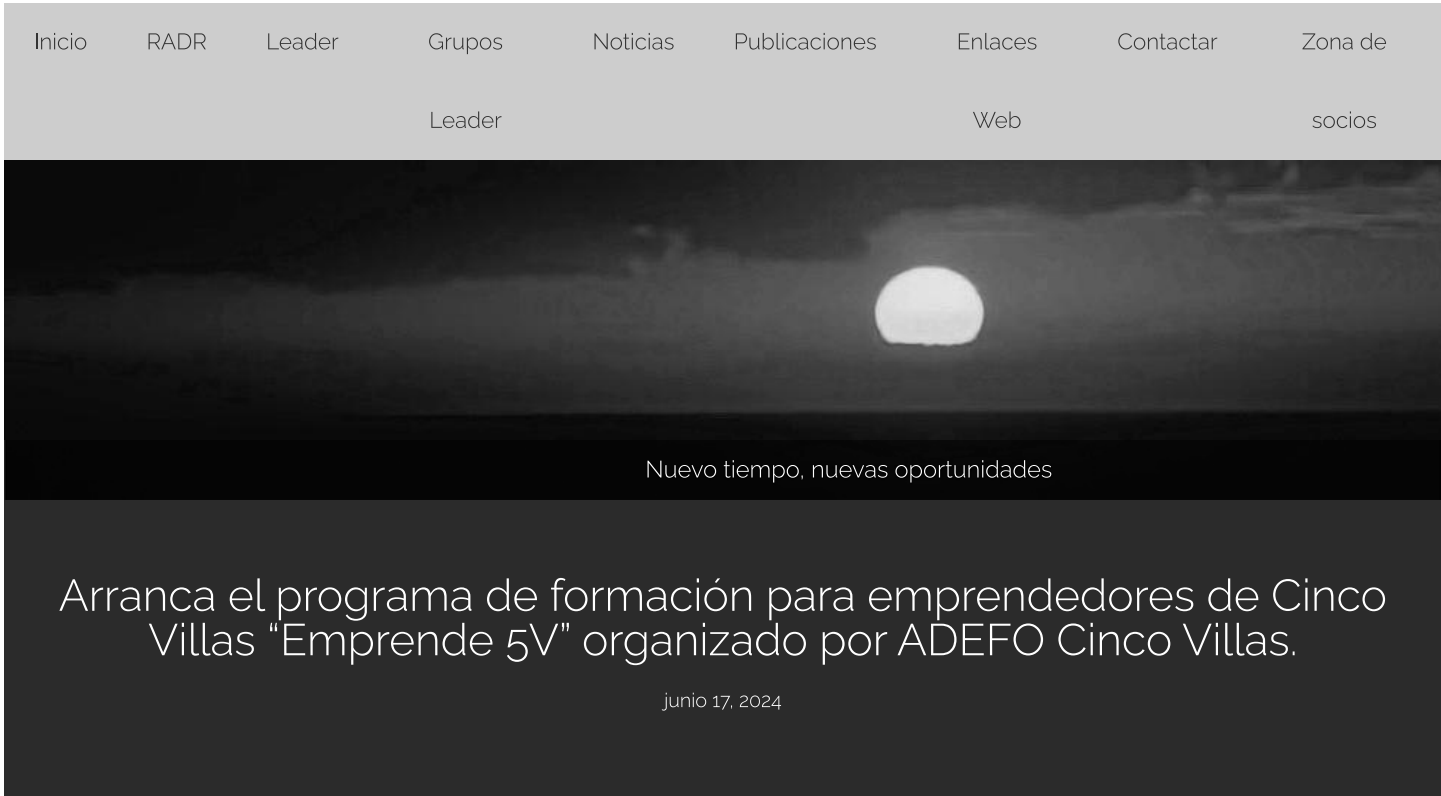 Inicio RADR Leader Grupos Leader Noticias Publicaciones Enlaces Web Contactar Zona de socios
Nuevo tiempo, nuevas oportunidades
Arranca el programa de formación para emprendedores de Cinco
Villas “Emprende 5V” organizado por ADEFO Cinco Villas.
junio 17, 2024